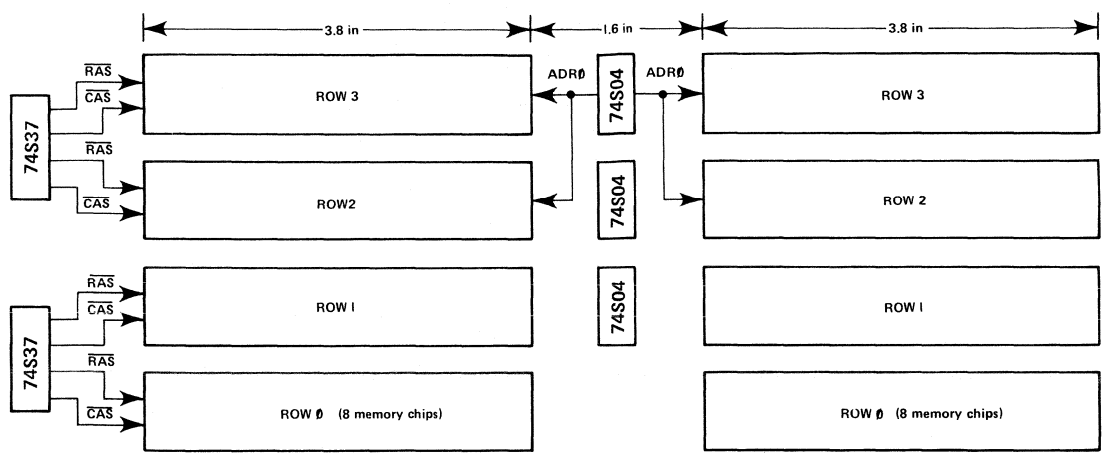 3.8 in 1.6 in 3.8 in
RAS
CAS
RAS
CAS
74S37
ROW 3
ADRØ
74S04
ADRØ
ROW 3
ROW2
74S04
ROW 2
RAS
CAS
RAS
CAS
74S37
ROW 1
74S04
ROW 1
ROW Ø (8 memory chips)
ROW Ø (8 memory chips)